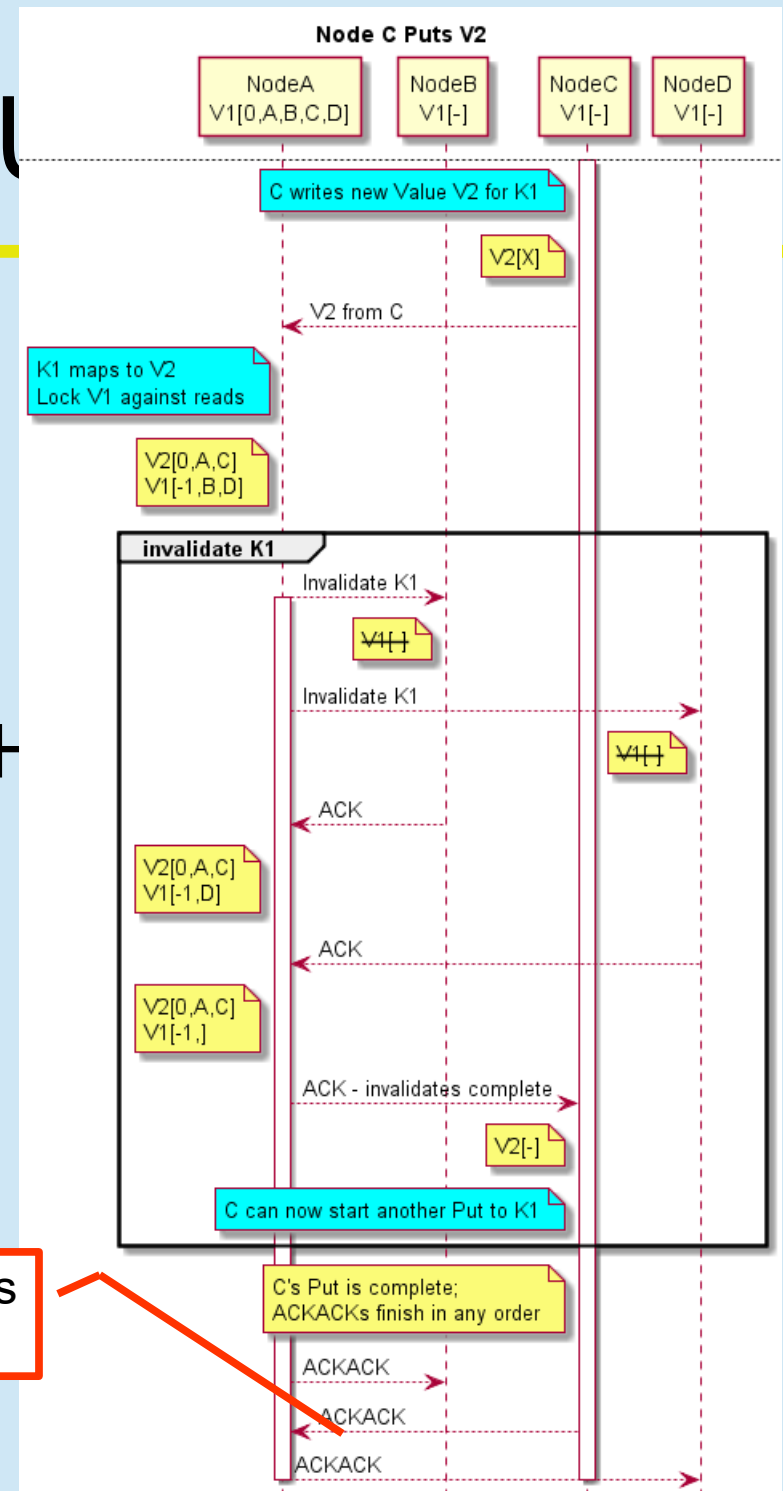 Node C Puts V2
NodeA
V1[0,A,B,C,D]
NodeB
V1[-]
NodeC
V1[-]
NodeD
V1[-]
C writes new Value V2 for K1
V2[X]
V2 from C
K1 maps to V2
Lock V1 against reads
V2[0,A,C]
V1[-1,B,D]
invalidate K1
Invalidate K1
V1[-]
Invalidate K1
V1[-]
ACK
V2[0,A,C]
V1[-1,D]
ACK
V2[0,A,C]
V1[-1,]
ACK - invalidates complete
V2[-]
C can now start another Put to K1
s
C's Put is complete;
ACKACKs finish in any order
ACKACK
ACKACK
ACKACK